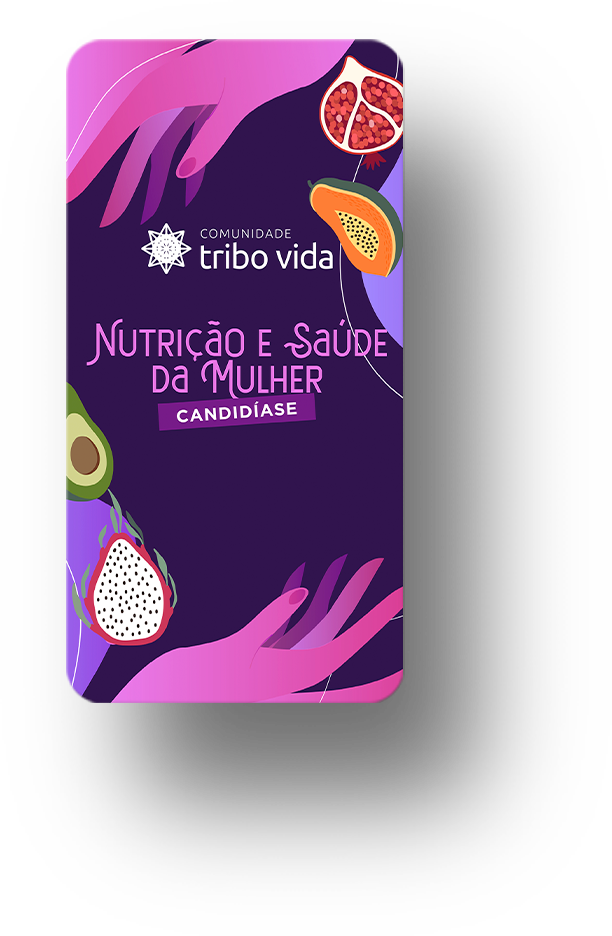 COMUNIDADE
tribo vida
NUTRIÇÃO E SAÚDE
DA MULHER
CANDIDÍASE